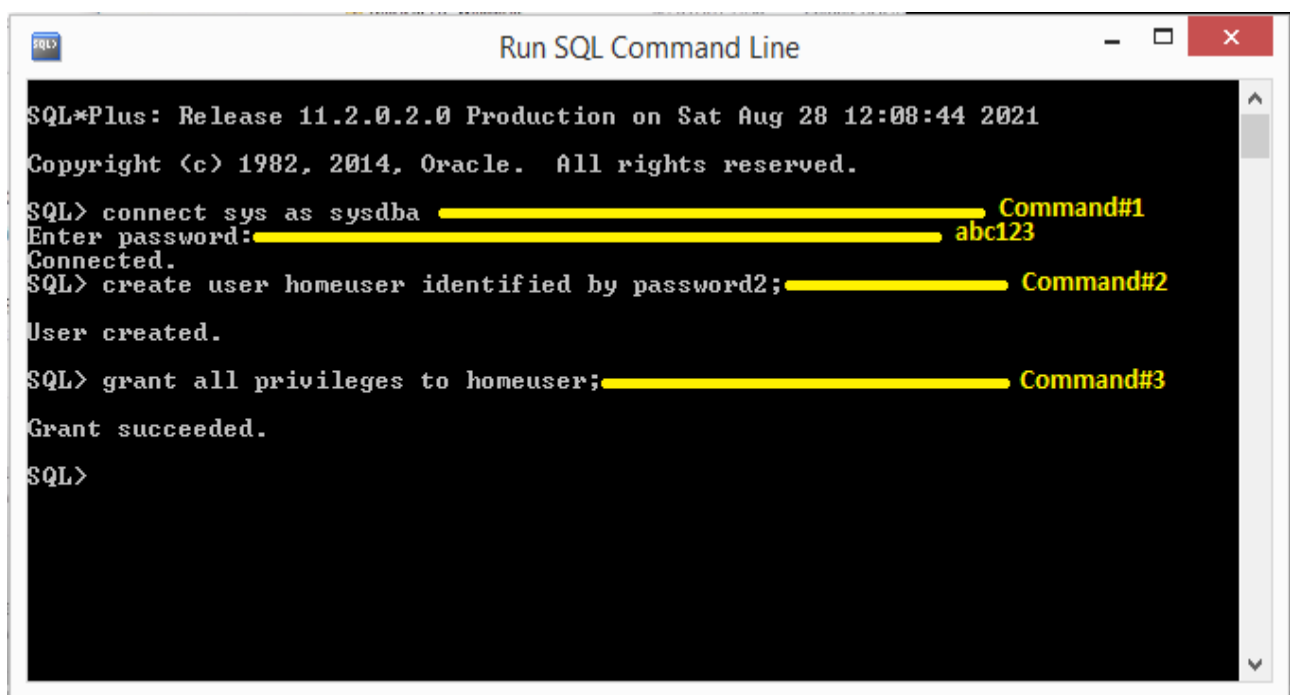 Run SQL Command Line
SQL*Plus: Release 11.2.0.2.0 Production on Sat Aug 28 12:08:44 2021
Copyright (c) 1982, 2014, Oracle.  All rights reserved.
SQL> connect sys as sysdba Command#1
Enter password: abc123
Connected.
SQL> create user homeuser identified by password2; Command#2
User created.
SQL> grant all privileges to homeuser; Command#3
Grant succeeded.
SQL>